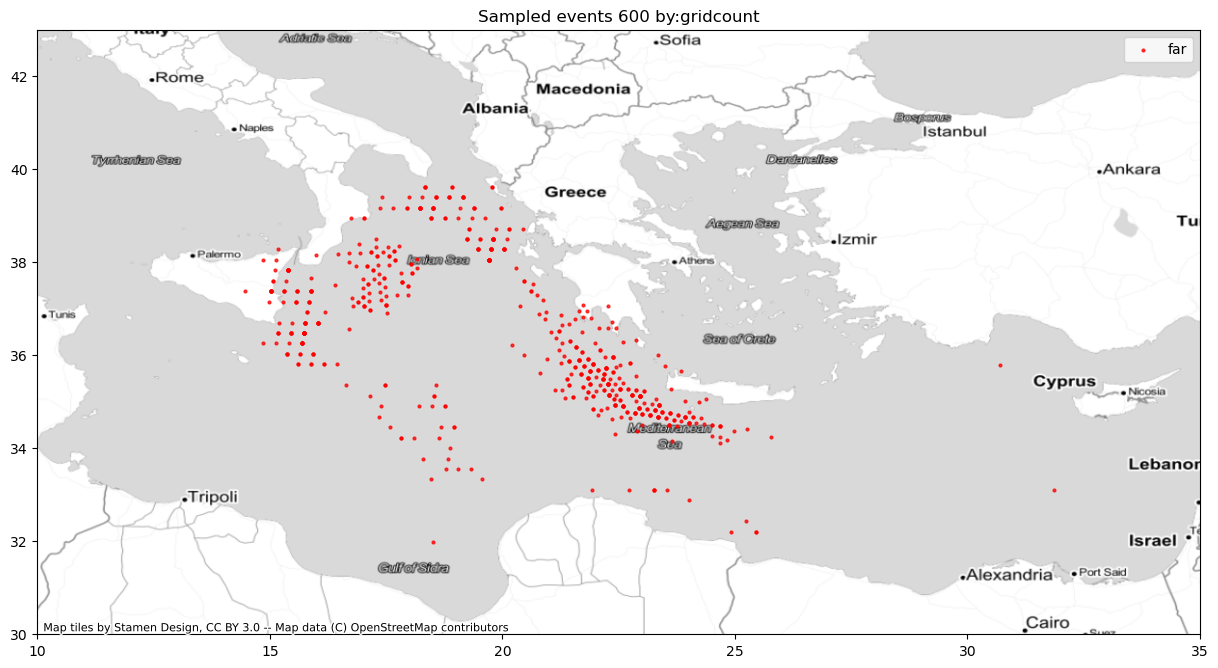 Sampled events 600 by:gridcount
far
Italy
Adriatic Sea
Sofia
Rome
Macedonia
Albania
Bosporus
Istanbul
Naples
Tyrrhenian Sea
Dardanelles
Ankara
Greece
Aegean Sea
Izmir
Palermo
Ionian Sea
Athens
Tunis
Sea of Crete
Cyprus
Nicosia
Mediterranean
Sea
Lebanon
Tripoli
Israel
Gulf of Sidra
Alexandria
Port Said
Cairo
Suez
Map tiles by Stamen Design, CC BY 3.0 -- Map data (C) OpenStreetMap contributors
42
40
38
36
34
32
30
10
15
20
25
30
35